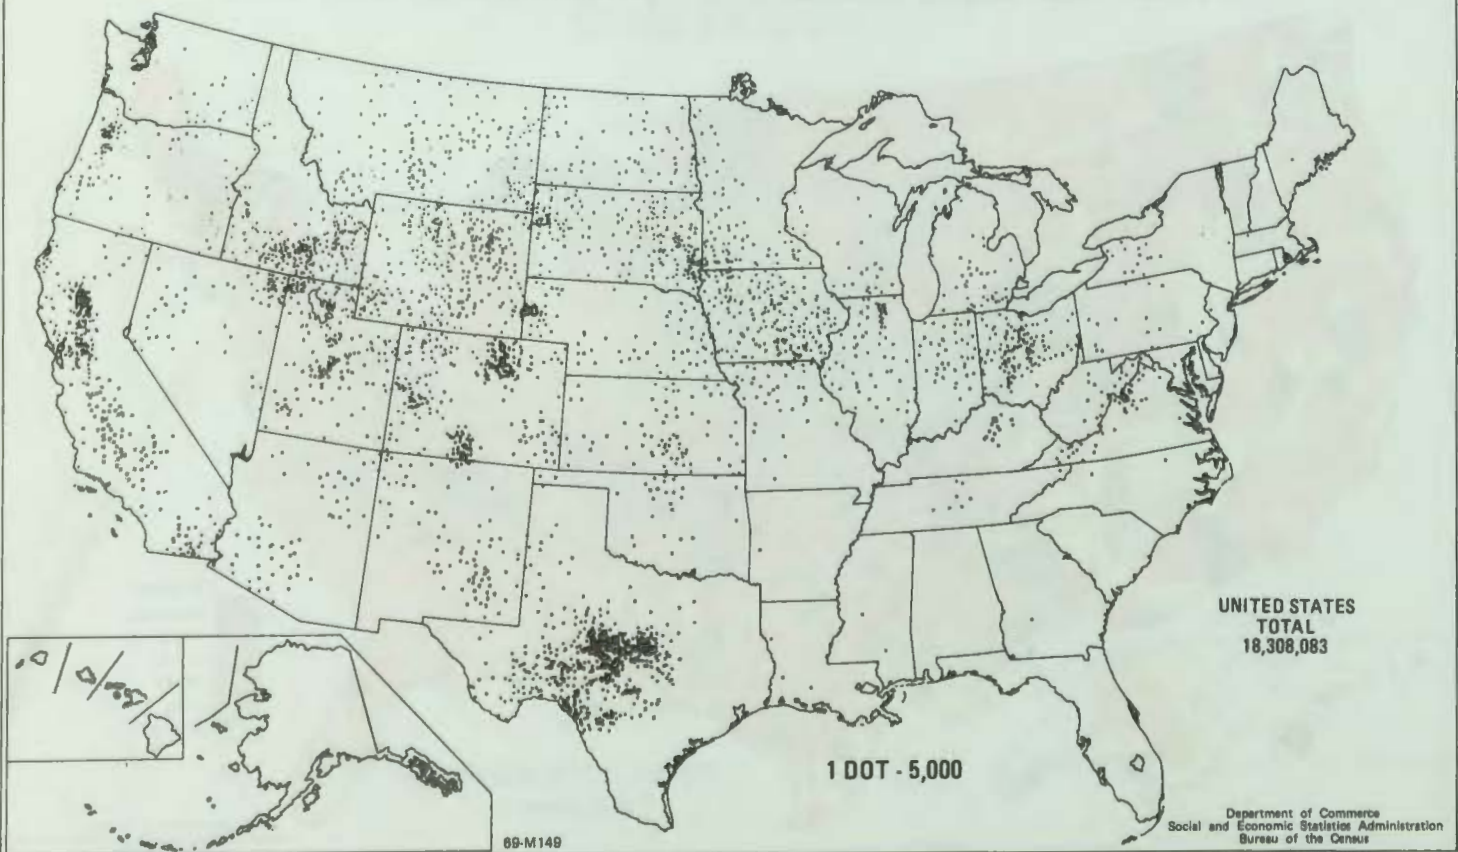 UNITED STATES
TOTAL
18,308,083
1 DOT - 5,000
Department of Commerce
Social and Economic Statistics Administration
Bureau of the Census
69-M149